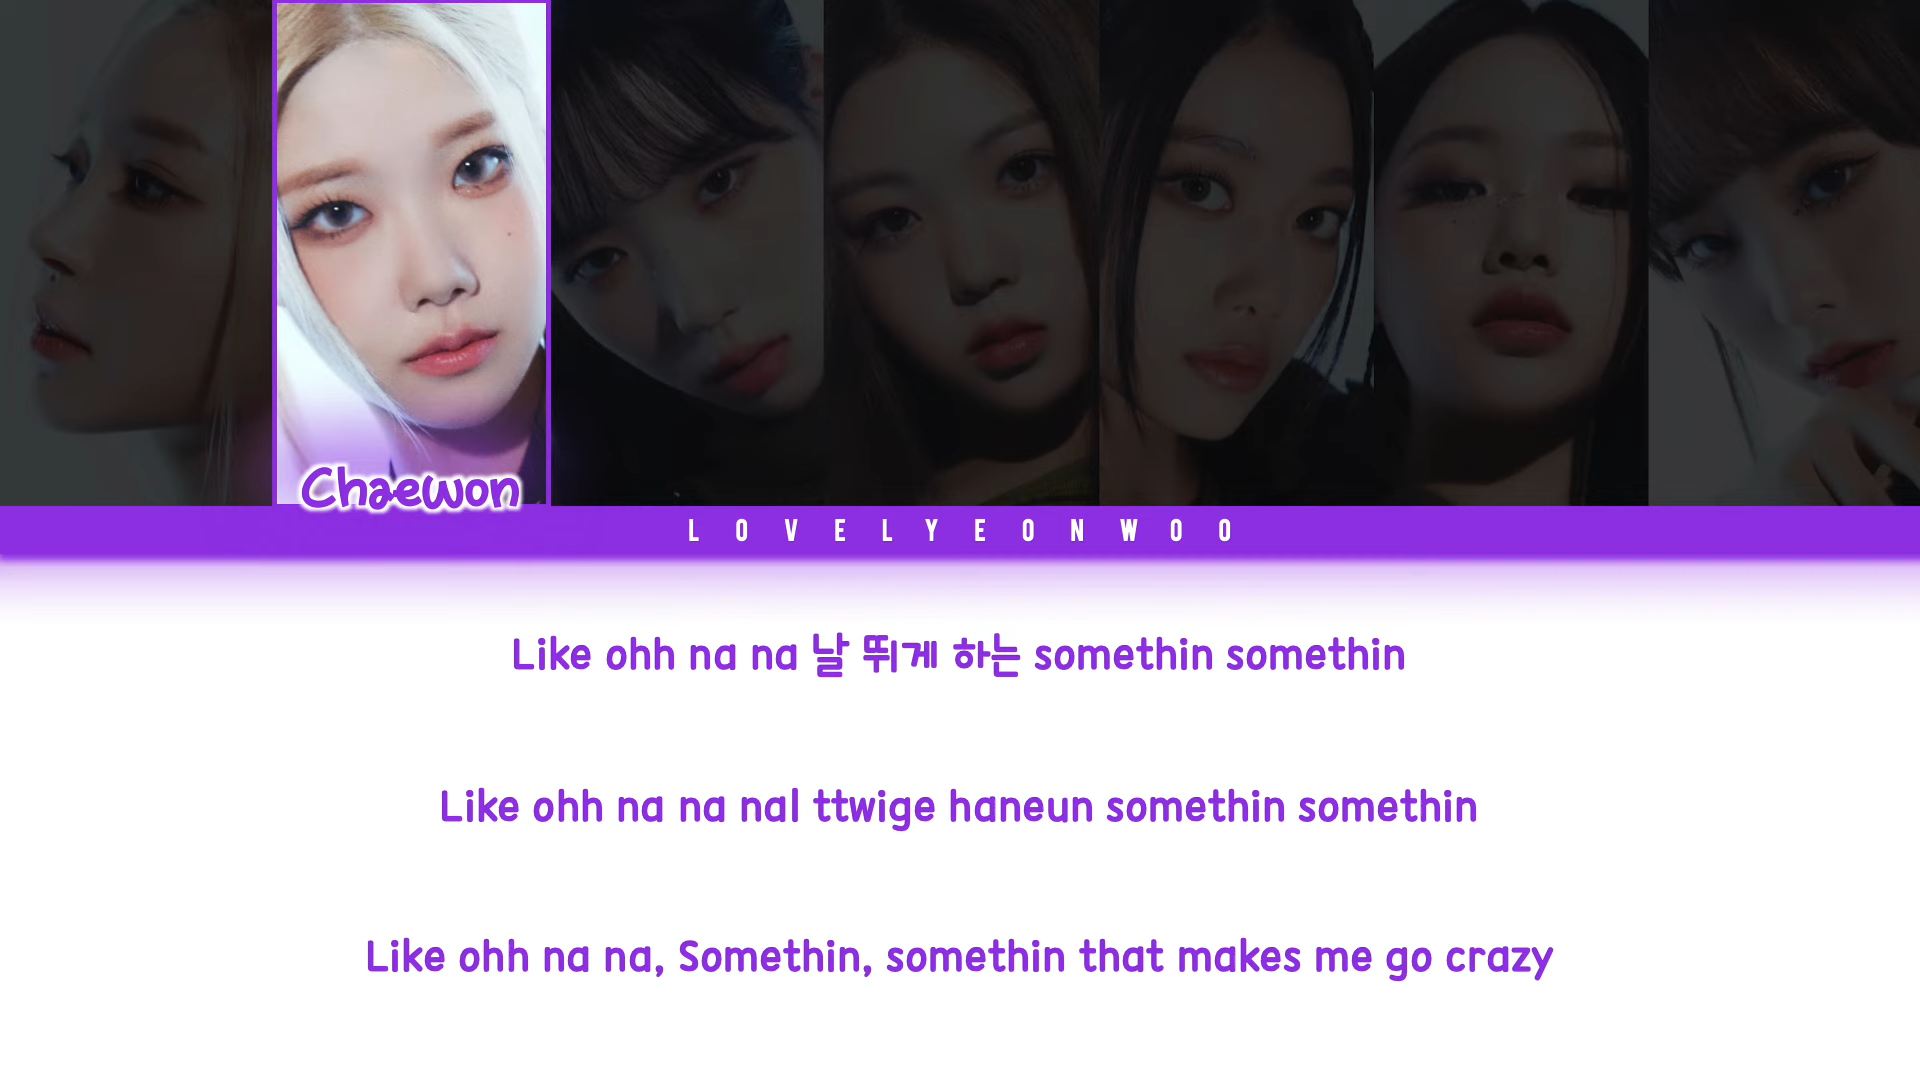 Chaewon
LOVELYEONWOO
Like ohh na na 날 뛰게 하는 somethin somethin
Like ohh na na nal ttwige haneun somethin somethin
Like ohh na na, Somethin, somethin that makes me go crazy